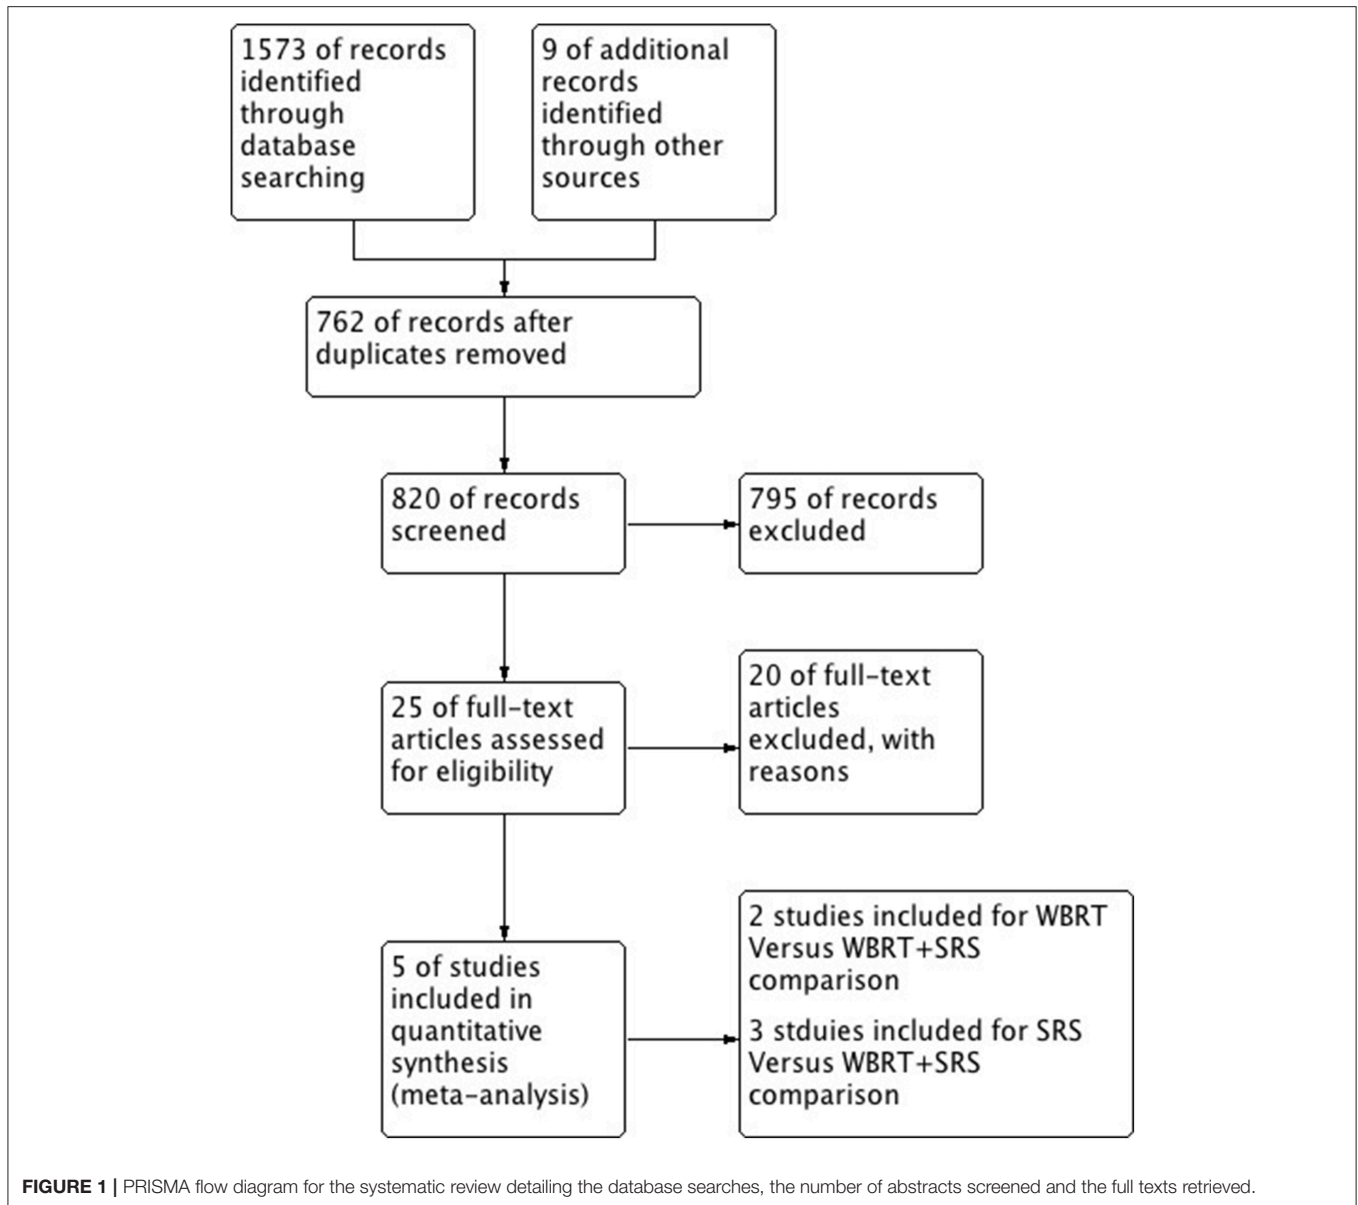 1573 of records
identified
through
database
searching
9 of additional
records
identified
through other
sources
762 of records after
duplicates removed
820 of records
screened
795 of records
excluded
25 of full-text
articles assessed
for eligibility
20 of full-text
articles
excluded, with
reasons
5 of studies
included in
quantitative
synthesis
(meta-analysis)
2 studies included for WBRT
Versus WBRT+SRS
comparison
3 stduies included for SRS
Versus WBRT+SRS
comparison
FIGURE 1 | PRISMA flow diagram for the systematic review detailing the database searches, the number of abstracts screened and the full texts retrieved.